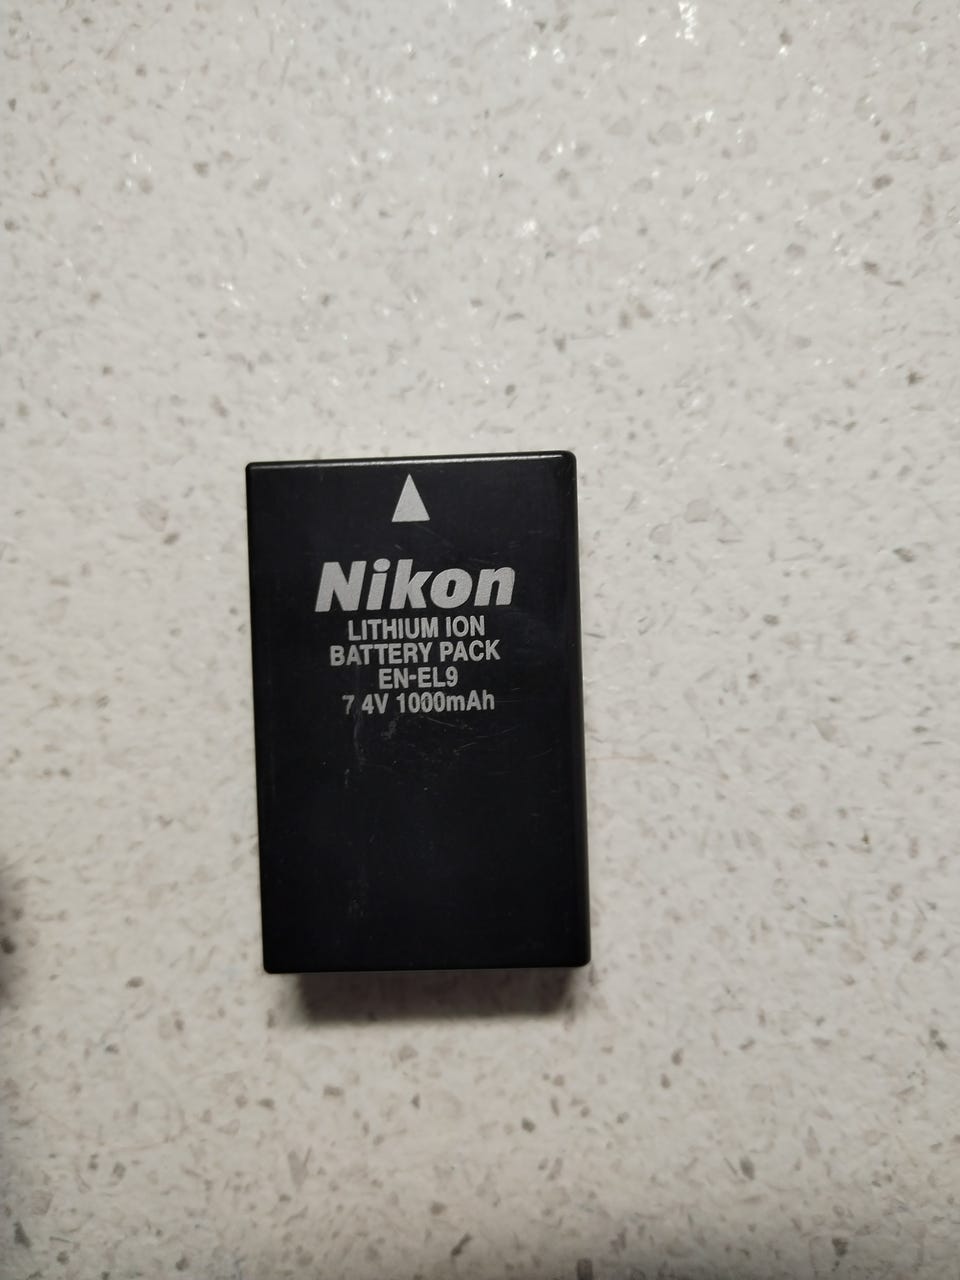 Nikon
LITHIUM ION
BATTERY PACK
EN-EL9
7.4V 1000mAh